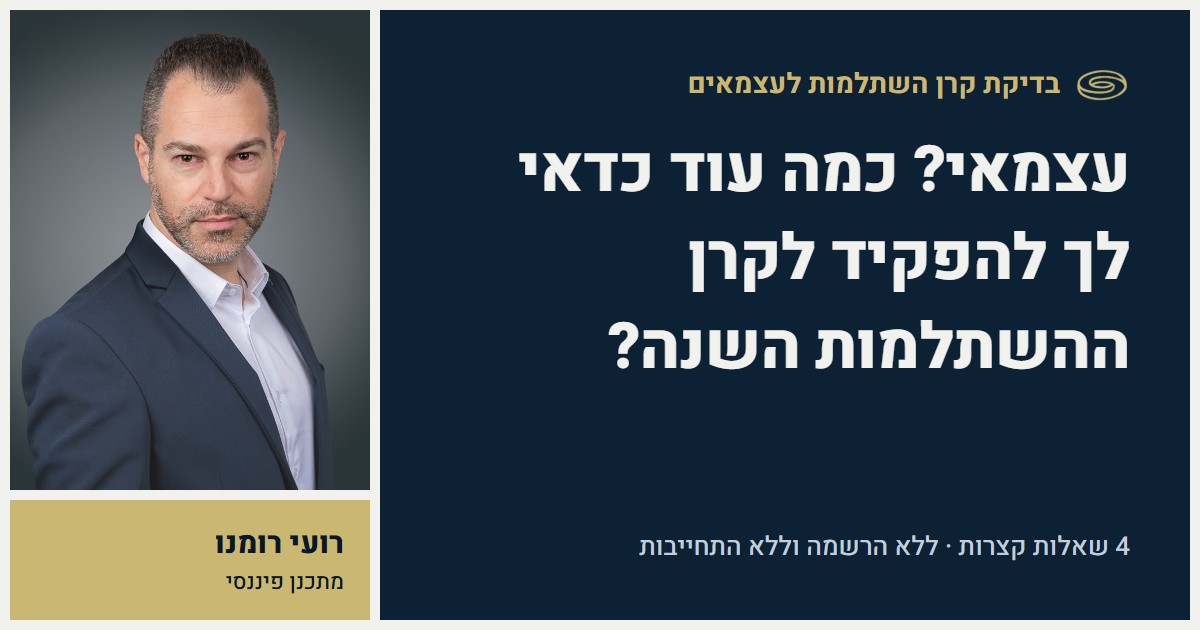 בדיקת קרן השתלמות לעצמאים
עצמאי? כמה עוד כדאי
לך להפקיד לקרן
ההשתלמות השנה?
4 שאלות קצרות · ללא הרשמה וללא התחייבות
רועי רומנו
מתכנן פיננסי